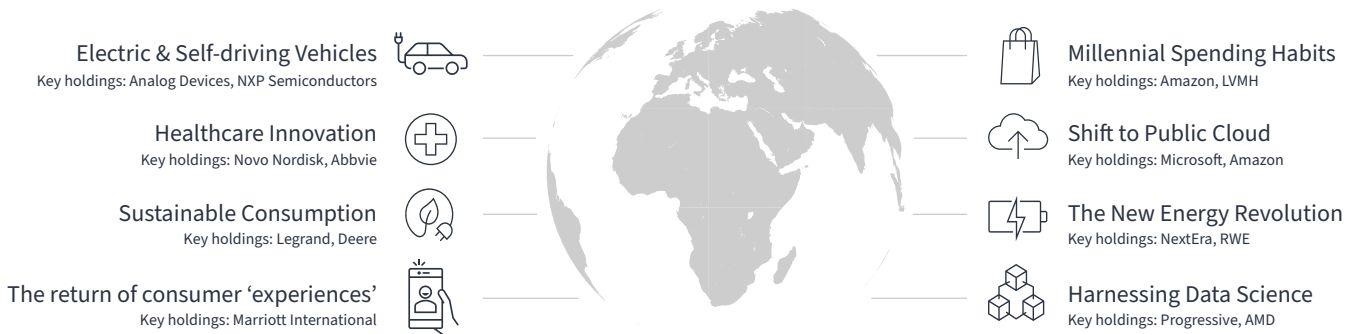 Electric & Self-driving Vehicles
Key holdings: Analog Devices, NXP Semiconductors
Healthcare Innovation
Key holdings: Novo Nordisk, Abbvie
Sustainable Consumption
Key holdings: Legrand, Deere
The return of consumer ‘experiences’
Key holdings: Marriott International
Millennial Spending Habits
Key holdings: Amazon, LVMH
Shift to Public Cloud
Key holdings: Microsoft, Amazon
The New Energy Revolution
Key holdings: NextEra, RWE
Harnessing Data Science
Key holdings: Progressive, AMD